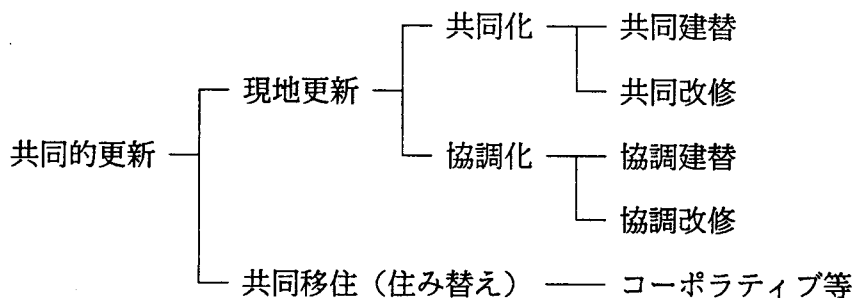 共同化 共同建替
現地更新 共同改修
共同的更新 協調化 協調建替
協調改修
共同移住（住み替え） コーポラティブ等